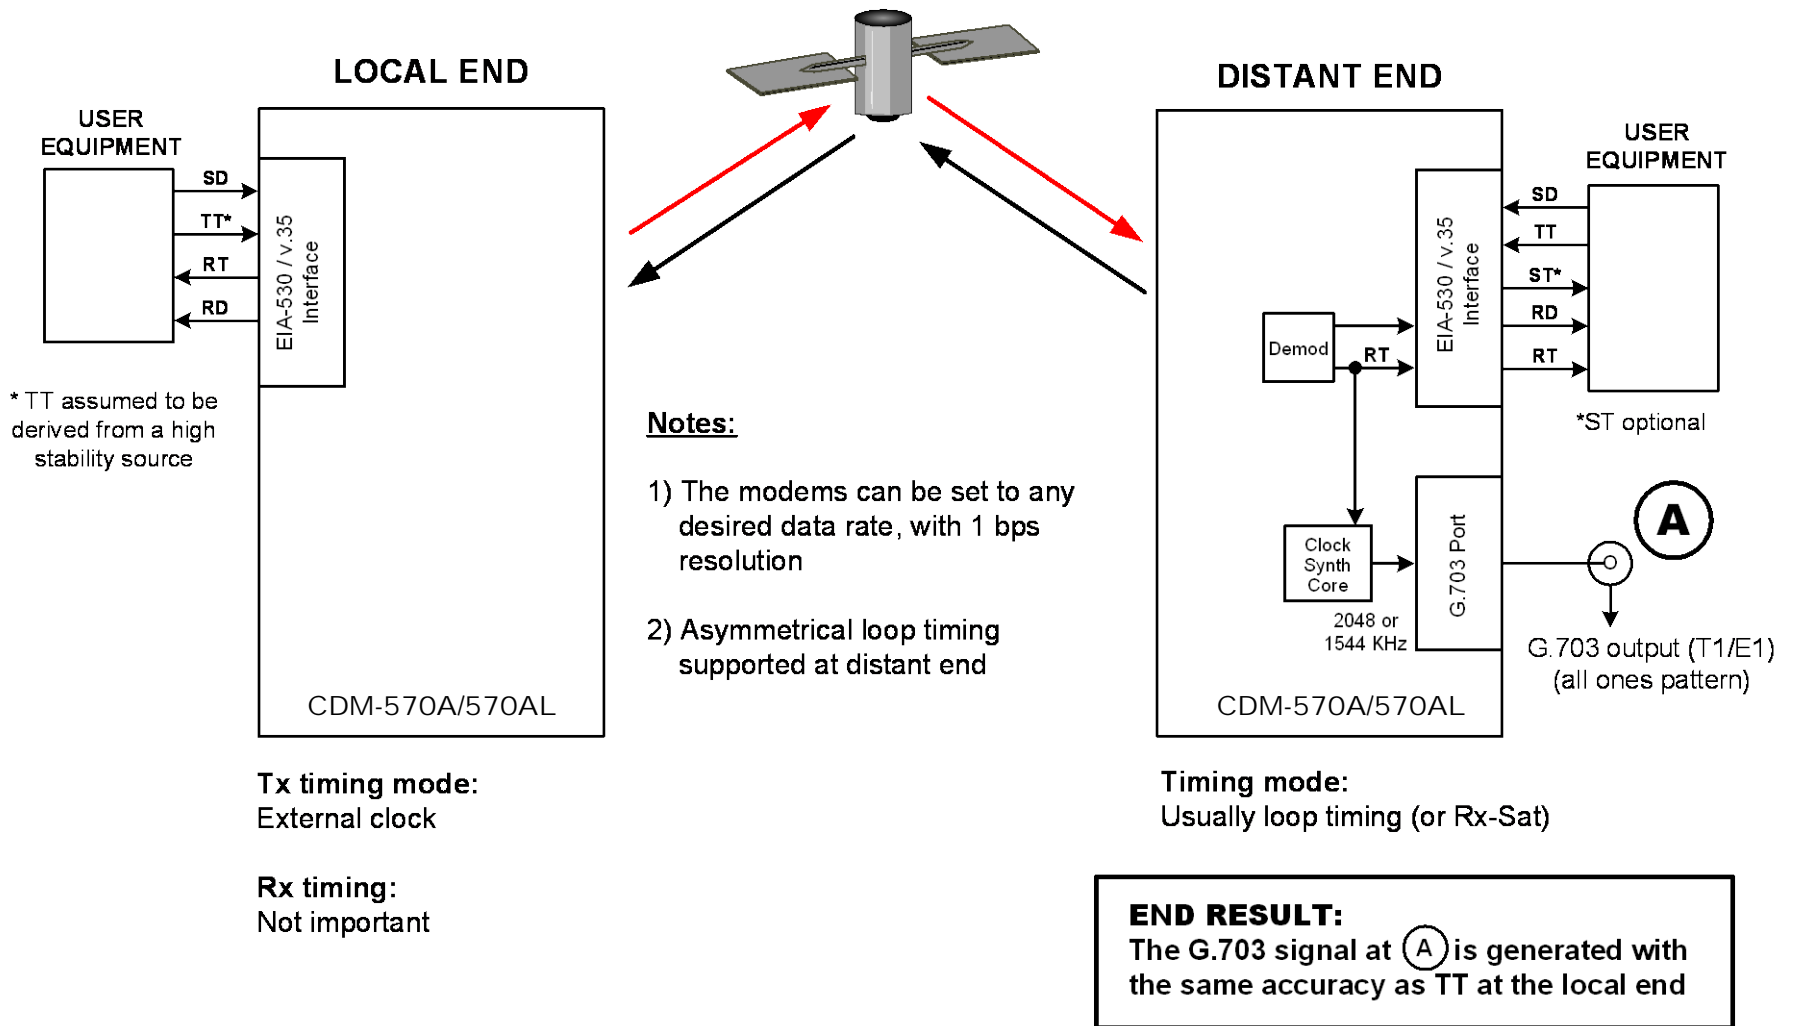 LOCAL END
DISTANT END
USER
EQUIPMENT
SD
TT*
RT
RD
EIA-530 / v.35
Interface
* TT assumed to be
derived from a high
stability source
CDM-570A/570AL
Tx timing mode:
External clock
Rx timing:
Not important
Notes:
1) The modems can be set to any
desired data rate, with 1 bps
resolution
2) Asymmetrical loop timing
supported at distant end
USER
EQUIPMENT
SD
TT
ST*
RD
RT
EIA-530 / v.35
Interface
Demod
RT
*ST optional
Clock
Synth
Core
2048 or
1544 KHz
G.703 Port
A
G.703 output (T1/E1)
(all ones pattern)
CDM-570A/570AL
Timing mode:
Usually loop timing (or Rx-Sat)
END RESULT:
The G.703 signal at A is generated with
the same accuracy as TT at the local end